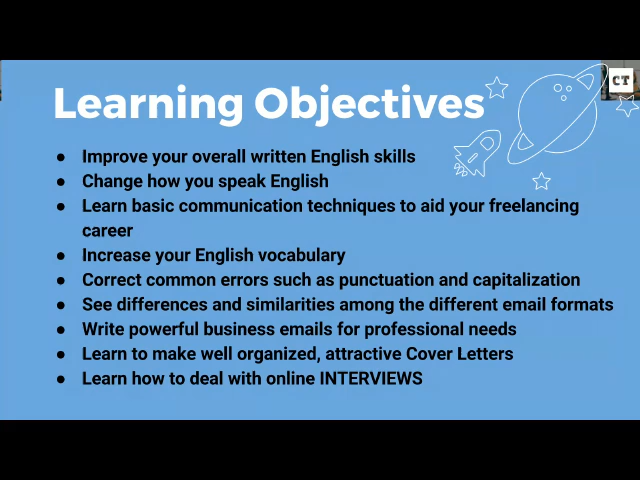 CT
Learning Objectives
● Improve your overall written English skills
● Change how you speak English
● Learn basic communication techniques to aid your freelancing
career
● Increase your English vocabulary
● Correct common errors such as punctuation and capitalization
● See differences and similarities among the different email formats
● Write powerful business emails for professional needs
● Learn to make well organized, attractive Cover Letters
● Learn how to deal with online INTERVIEWS